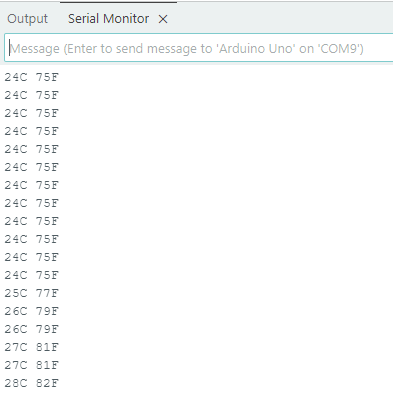 Output Serial Monitor
Message (Enter to send message to 'Arduino Uno' on 'COM9')
24C 75F
24C 75F
24C 75F
24C 75F
24C 75F
24C 75F
24C 75F
24C 75F
24C 75F
24C 75F
24C 75F
24C 75F
25C 77F
26C 79F
26C 79F
27C 81F
27C 81F
28C 82F